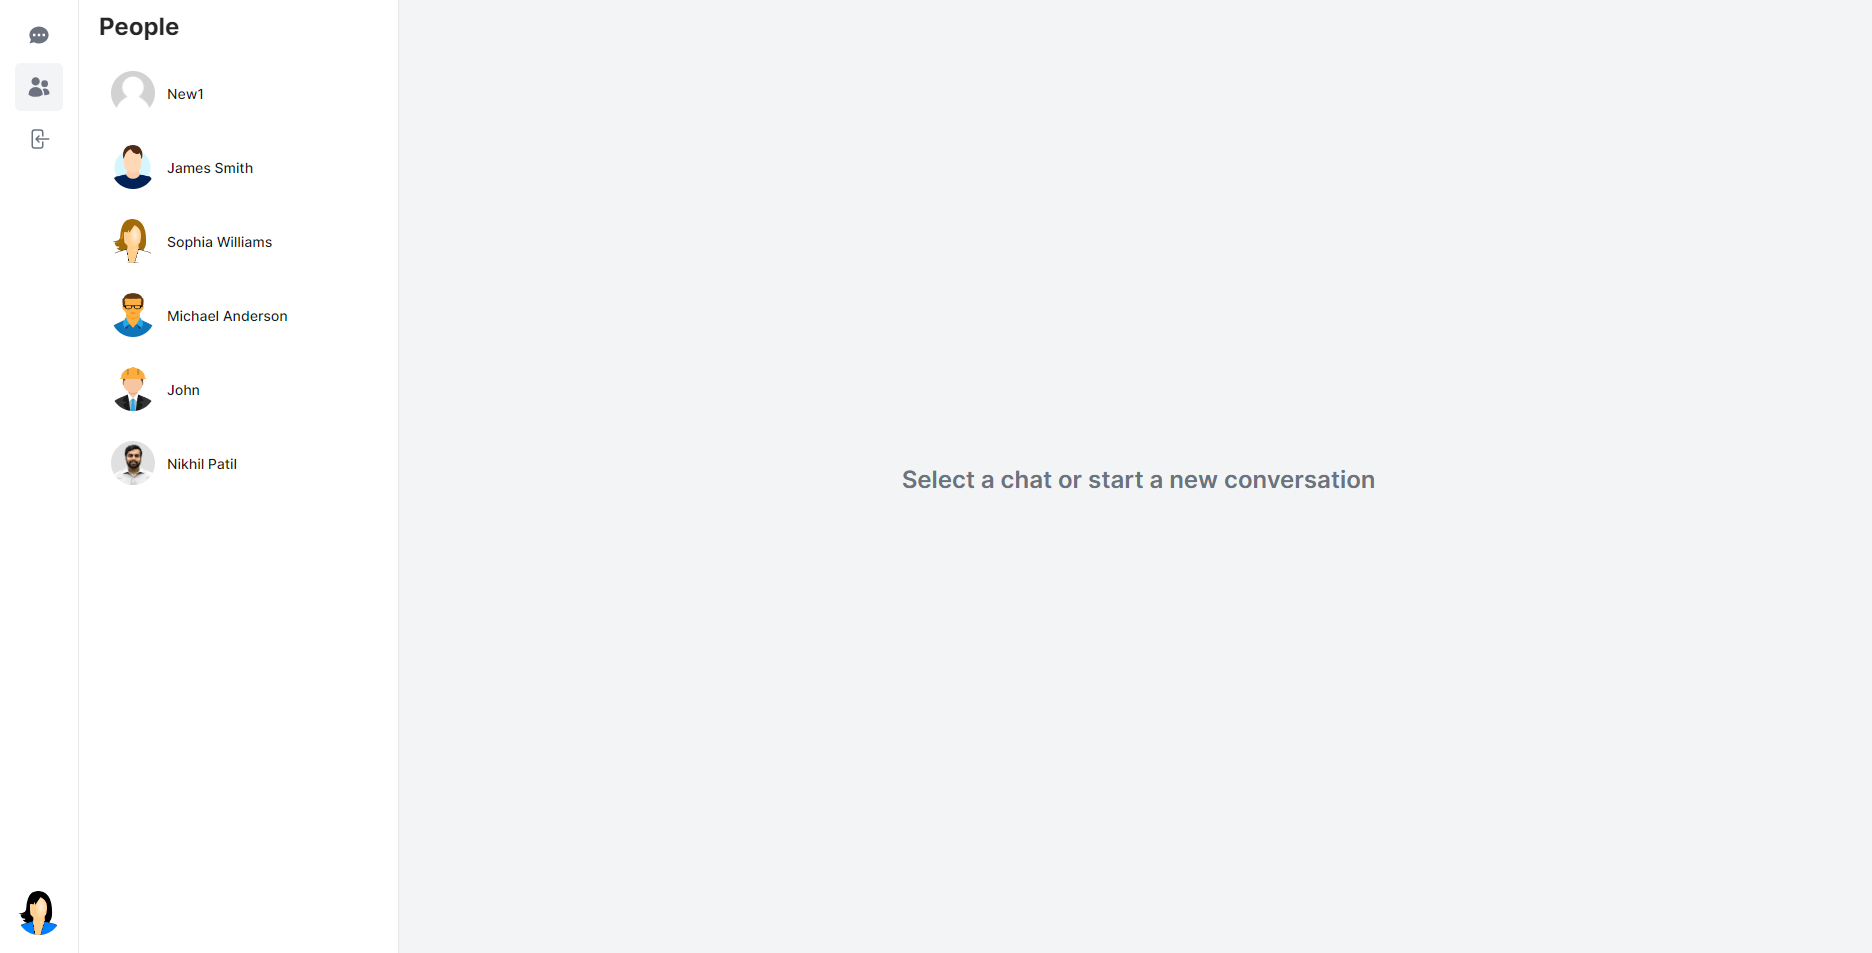 People
New1
James Smith
Sophia Williams
Michael Anderson
John
Nikhil Patil
Select a chat or start a new conversation